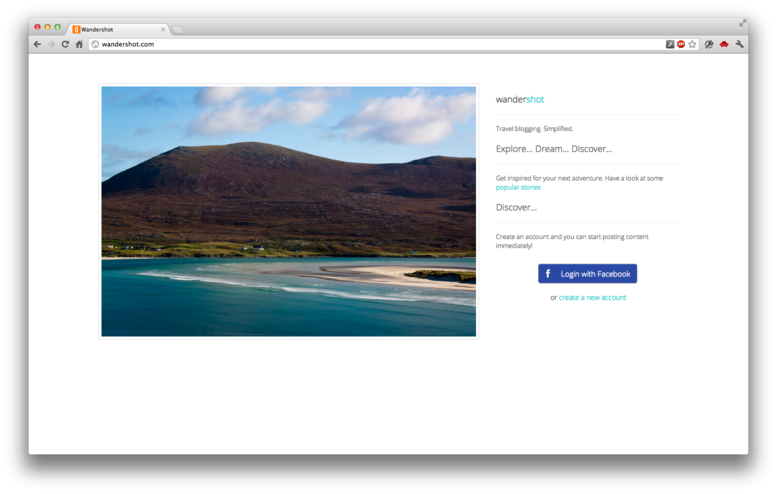 Wandershot
wandershot.com
wandershot
Travel blogging. Simplified.
Explore... Dream... Discover...
Get inspired for your next adventure. Have a look at some
popular stories
Discover...
Create an account and you can start posting content
immediately!
f Login with Facebook
or create a new account